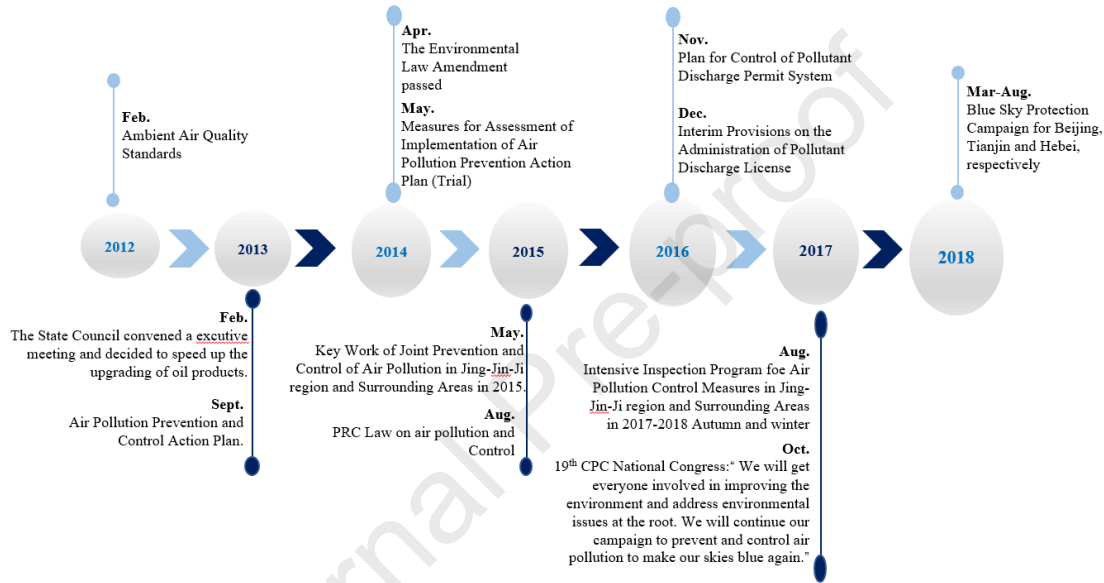 Feb.
Ambient Air Quality
Standards
Apr.
The Environmental
Law Amendment
passed
May.
Measures for Assessment of
Implementation of Air
Pollution Prevention Action
Plan (Trial)
Nov.
Plan for Control of Pollutant
Discharge Permit System
Dec.
Interim Provisions on the
Administration of Pollutant
Discharge License
Mar-Aug.
Blue Sky Protection
Campaign for Beijing,
Tianjin and Hebei,
respectively
2012
2013
2014
2015
2016
2017
2018
Feb.
The State Council convened a excutive
meeting and decided to speed up the
upgrading of oil products.
Sept.
Air Pollution Prevention and
Control Action Plan.
May.
Key Work of Joint Prevention and
Control of Air Pollution in Jing-Jin-Ji
region and Surrounding Areas in 2015.
Aug.
PRC Law on air pollution and
Control
Aug.
Intensive Inspection Program foe Air
Pollution Control Measures in Jing-
Jin-Ji region and Surrounding Areas
in 2017-2018 Autumn and winter
Oct.
19th CPC National Congress:“ We will get
everyone involved in improving the
environment and address environmental
issues at the root. We will continue our
campaign to prevent and control air
pollution to make our skies blue again.”
rnal Pre-proof